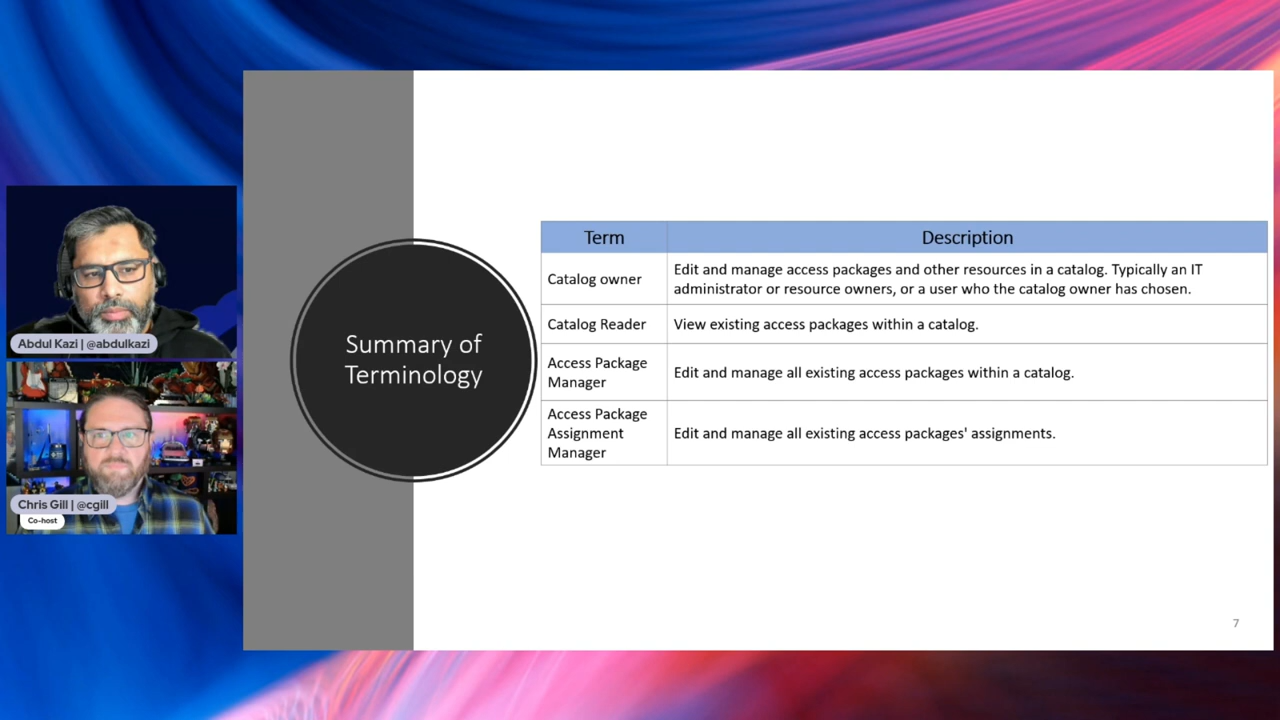 Abdul Kazi | @abdulkazi
Chris Gill | @cgill
Co-host
Summary of
Terminology
Term
Description
Catalog owner
Edit and manage access packages and other resources in a catalog. Typically an IT
administrator or resource owners, or a user who the catalog owner has chosen.
Catalog Reader
View existing access packages within a catalog.
Access Package
Manager
Edit and manage all existing access packages within a catalog.
Access Package
Assignment
Manager
Edit and manage all existing access packages' assignments.
7